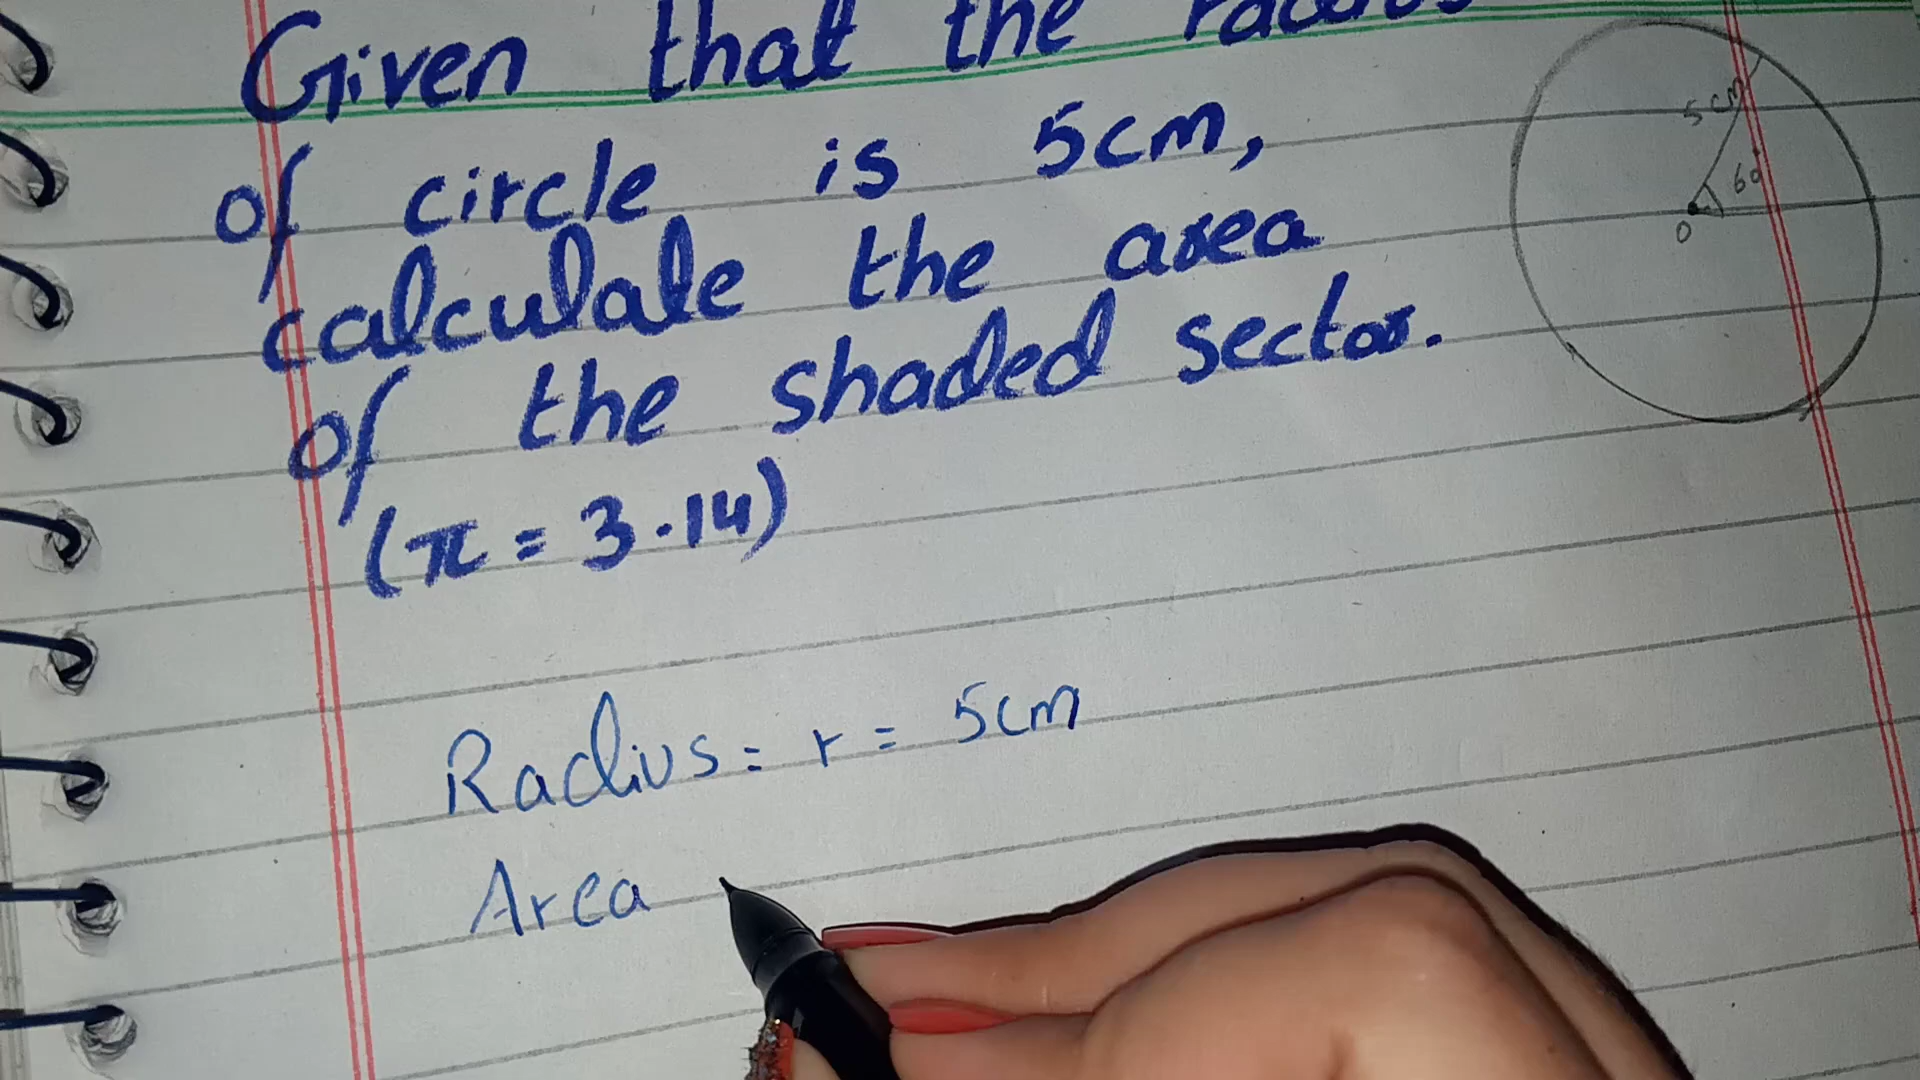 Given that the radius
of circle is 5cm,
calculate the area
of the shaded sector.
(π = 3.14)
5cm
60°
O
Radius = r = 5cm
Area